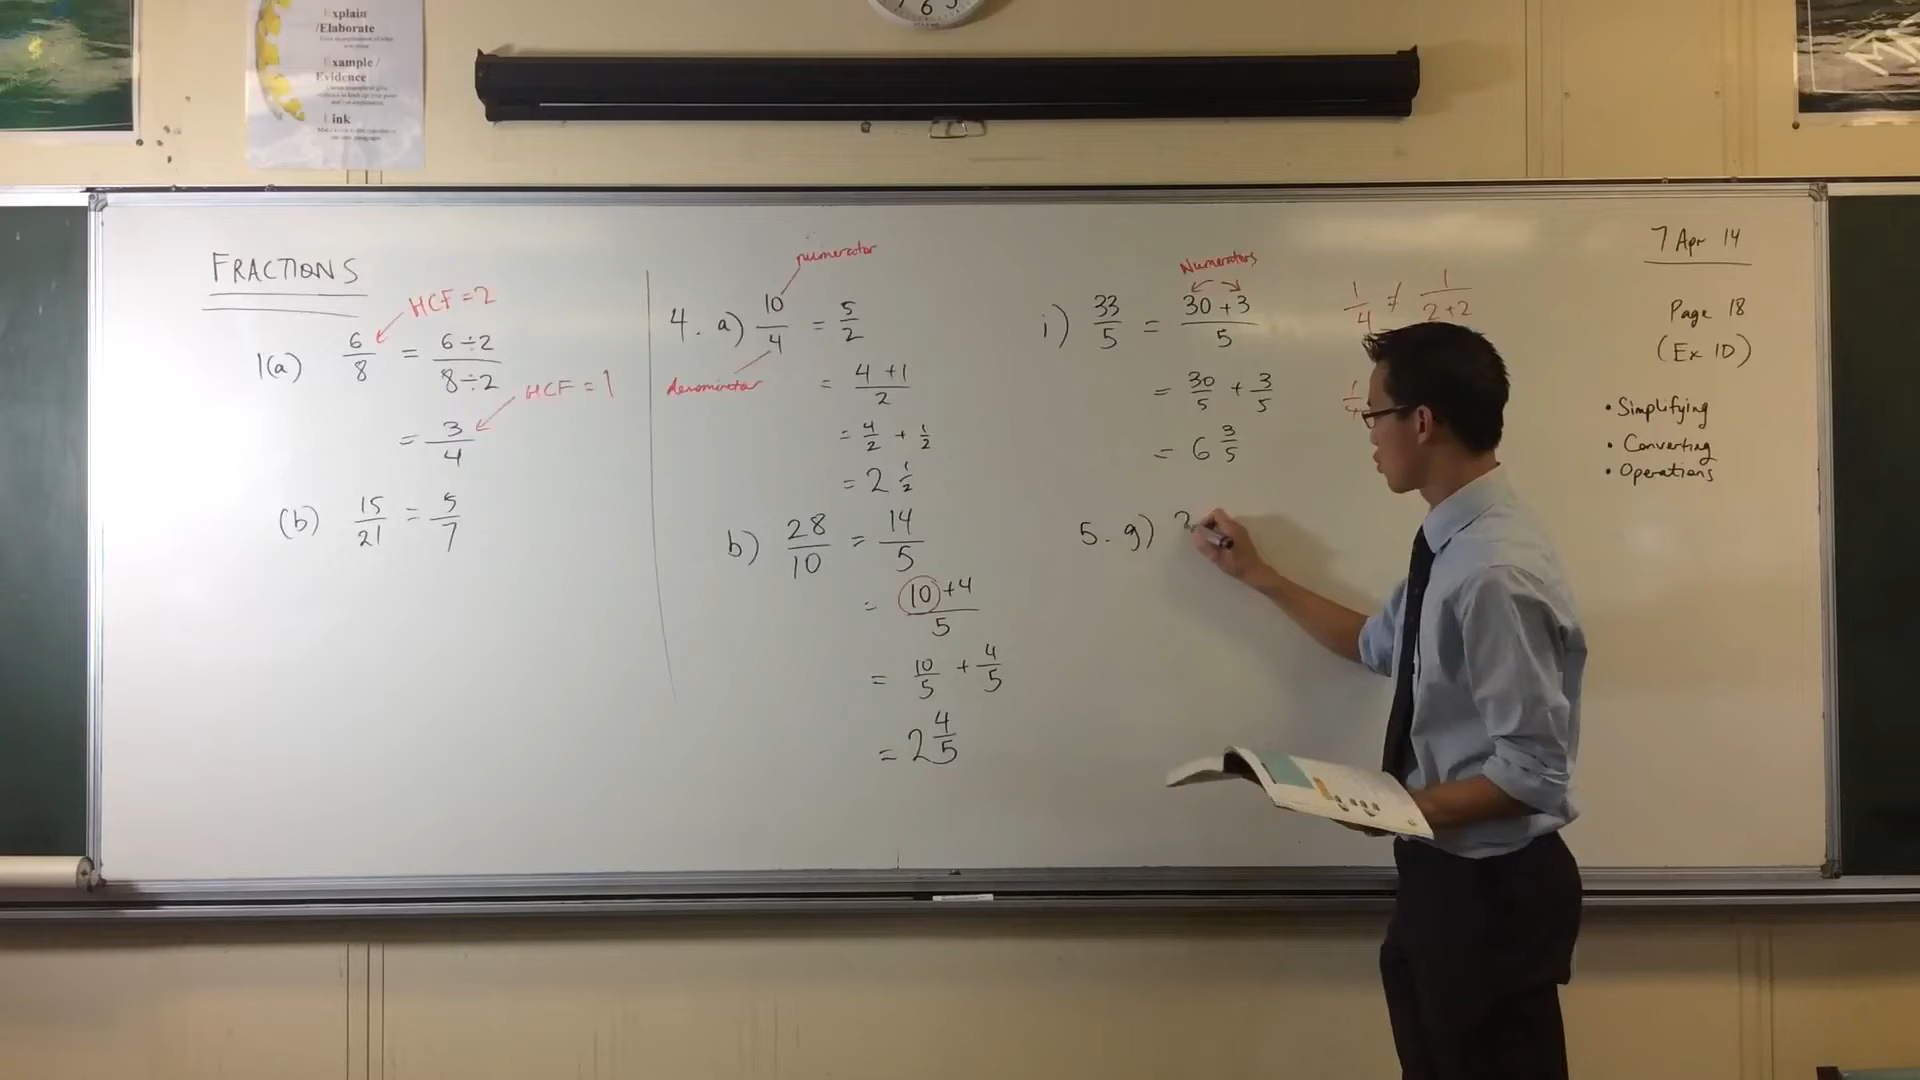 Explain
/Elaborate
Example /
Evidence
Link
6
FRACTIONS
HCF = 2
1(a) 6/8 = 6÷2/8÷2
HCF = 1
= 3/4
(b) 15/21 = 5/7
numerator
4. a) 10/4 = 5/2
denominator
= 4+1/2
= 4/2 + 1/2
= 2 1/2
b) 28/10 = 14/5
= 10+4/5
= 10/5 + 4/5
= 2 4/5
Numerators
i) 33/5 = 30+3/5
= 30/5 + 3/5
= 6 3/5
1/4 ≠ 1/2+2
5. g)
7 Apr 14
Page 18
(Ex 1D)
• Simplifying
• Converting
• Operations